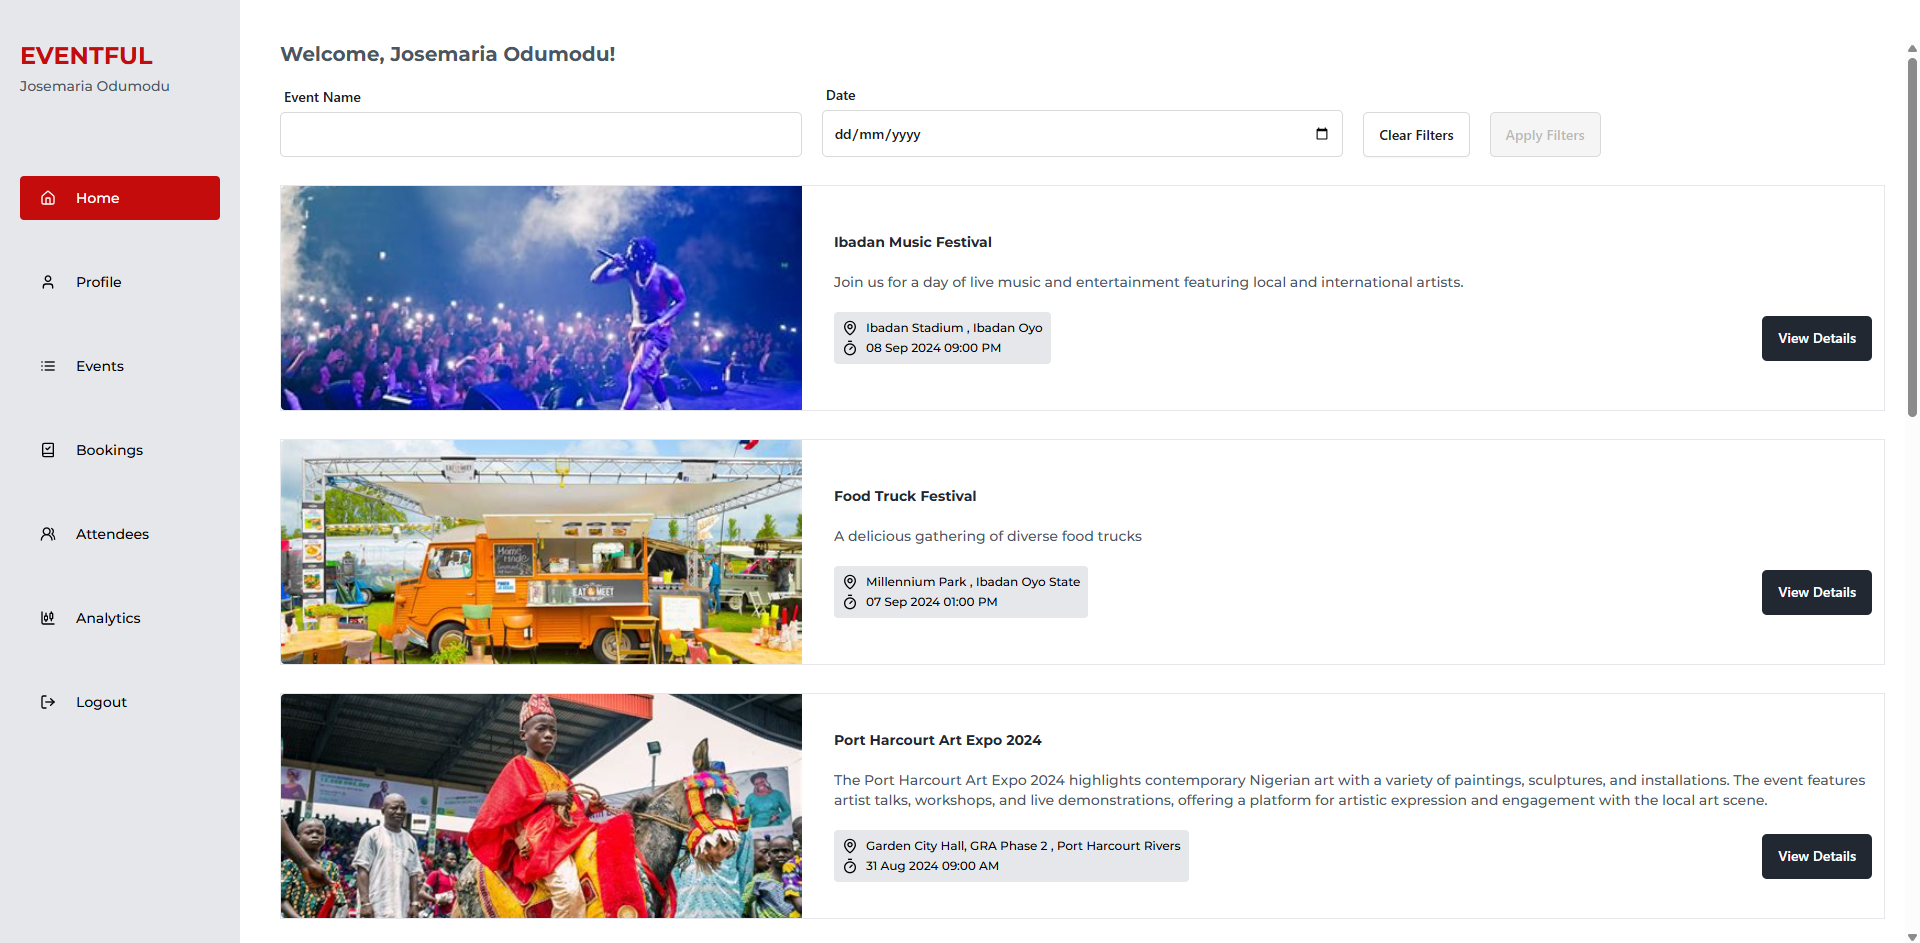 EVENTFUL
Josemaria Odumodu
Home
Profile
Events
Bookings
Attendees
Analytics
Logout
Welcome, Josemaria Odumodu!
Event Name
Date
dd/mm/yyyy
Clear Filters
Apply Filters
Ibadan Music Festival
Join us for a day of live music and entertainment featuring local and international artists.
Ibadan Stadium , Ibadan Oyo
08 Sep 2024 09:00 PM
View Details
Home
made
EAT & MEET
Food Truck Festival
A delicious gathering of diverse food trucks
Millennium Park , Ibadan Oyo State
07 Sep 2024 01:00 PM
View Details
Port Harcourt Art Expo 2024
The Port Harcourt Art Expo 2024 highlights contemporary Nigerian art with a variety of paintings, sculptures, and installations. The event features
artist talks, workshops, and live demonstrations, offering a platform for artistic expression and engagement with the local art scene.
Garden City Hall, GRA Phase 2 , Port Harcourt Rivers
31 Aug 2024 09:00 AM
View Details